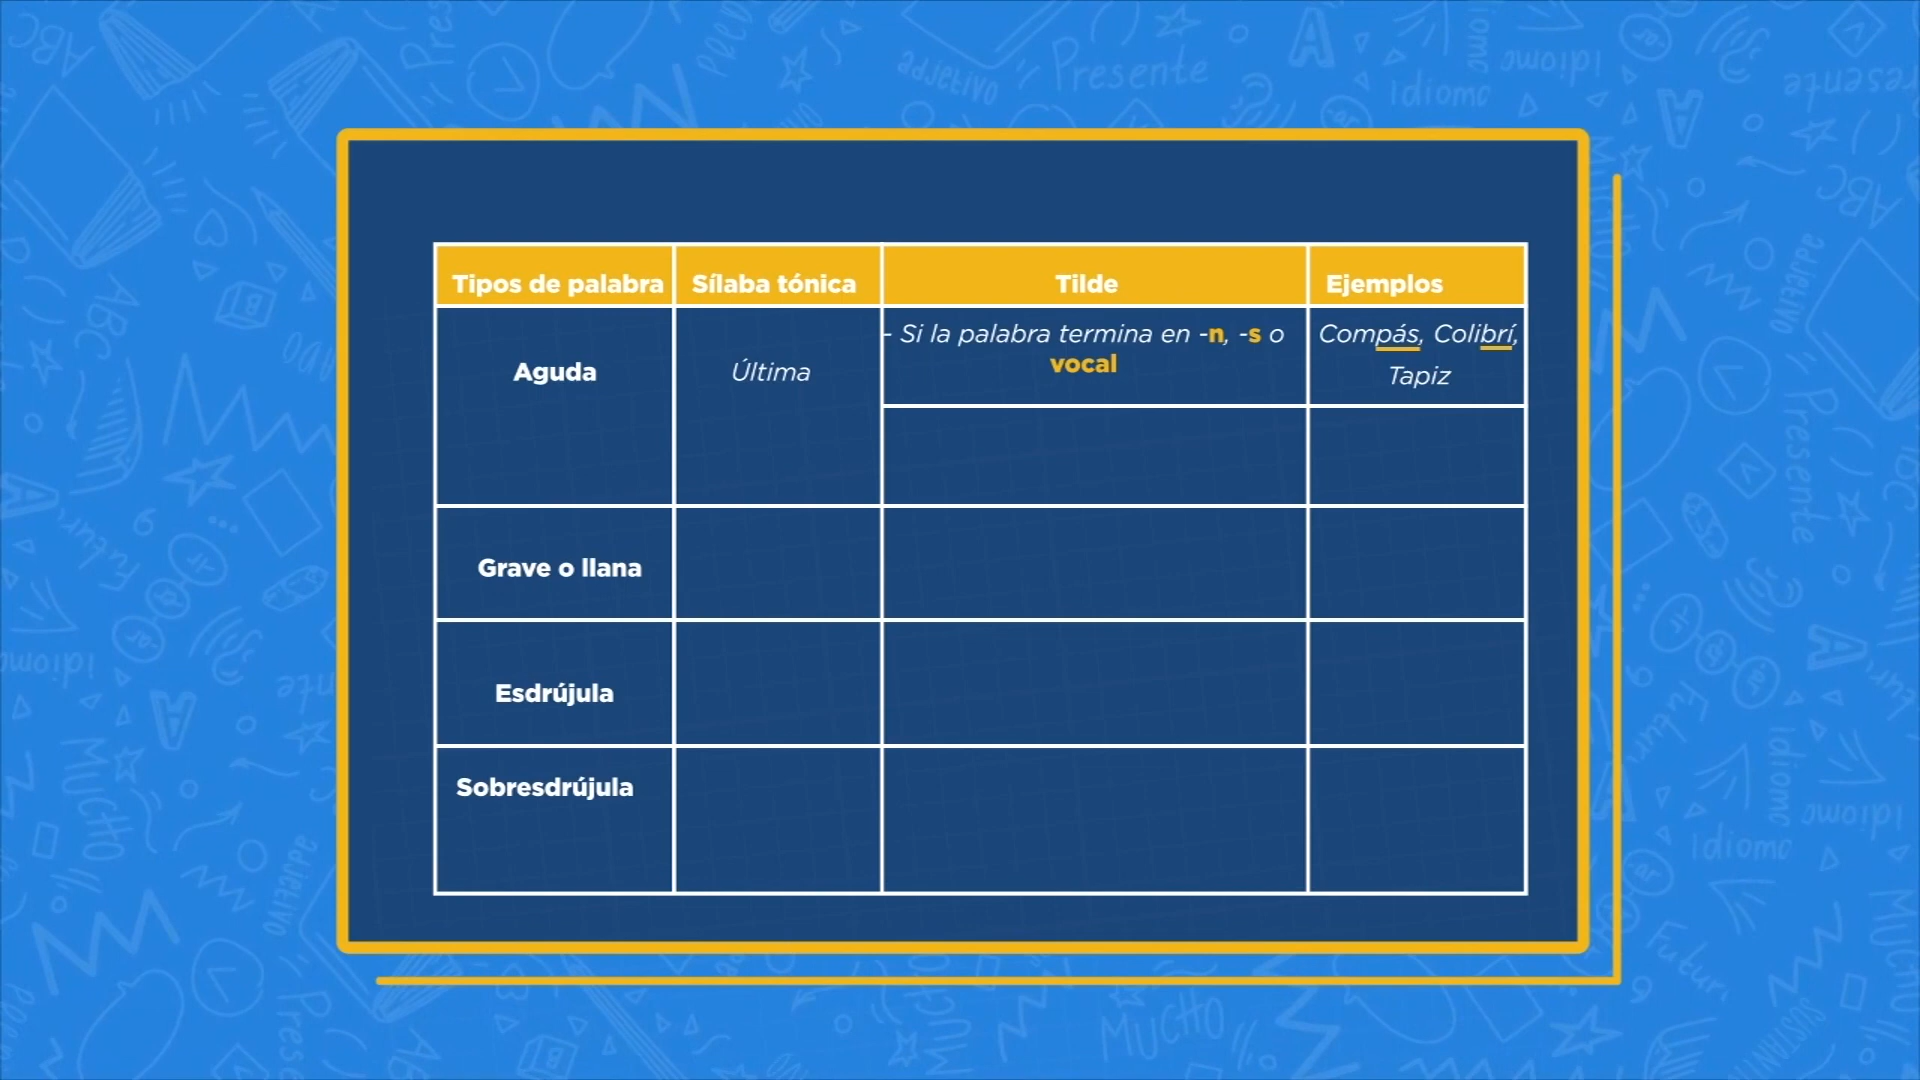 Tipos de palabra Sílaba tónica Tilde Ejemplos
Aguda Última - Si la palabra termina en -n, -s o vocal Compás, Colibrí, Tapiz
Grave o llana
Esdrújula
Sobresdrújula